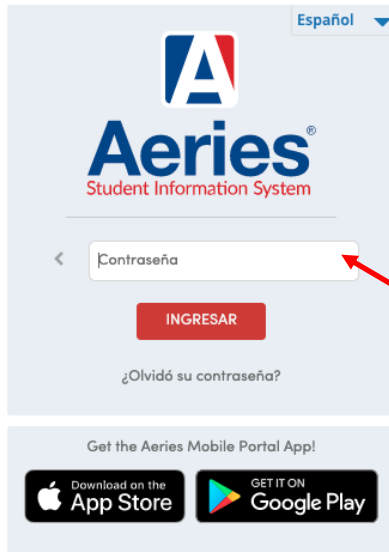 Español
A
Aeries®
Student Information System
Contraseña
INGRESAR
¿Olvidó su contraseña?
Get the Aeries Mobile Portal App!
Download on the
App Store
GET IT ON
Google Play